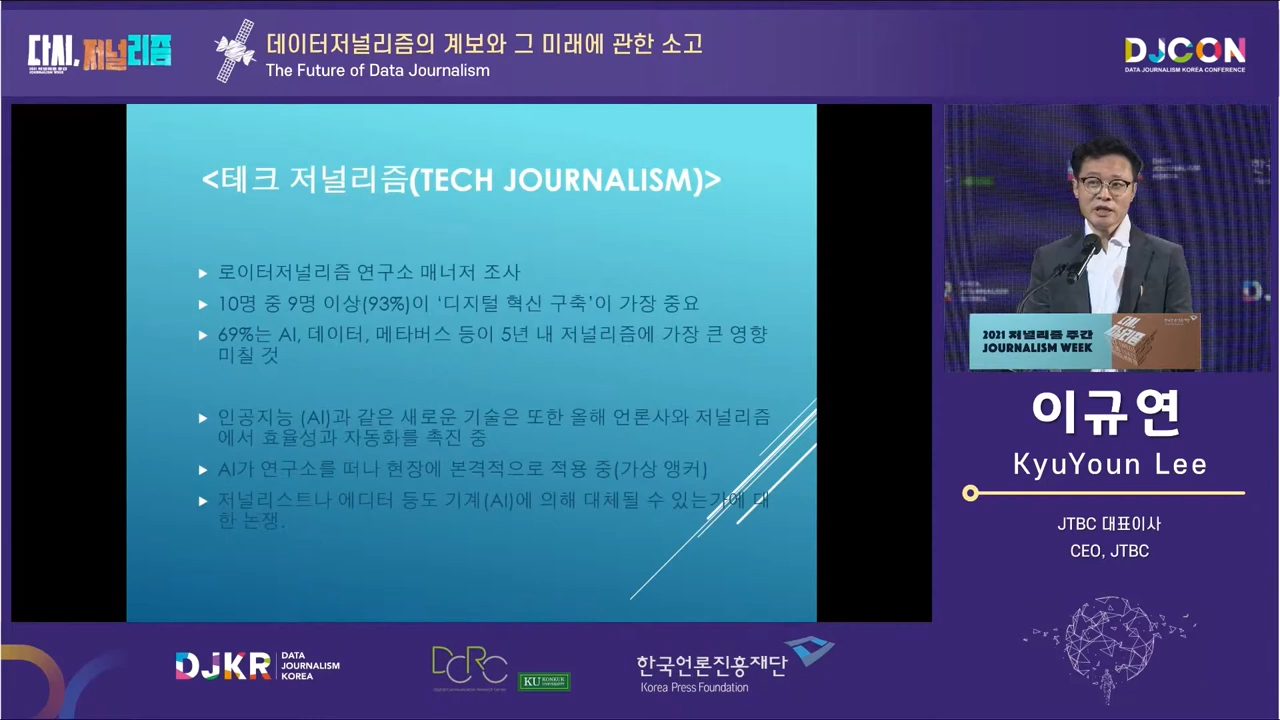 다시, 저널리즘
데이터저널리즘의 계보와 그 미래에 관한 소고
The Future of Data Journalism
DJCON
DATA JOURNALISM KOREA CONFERENCE
<테크 저널리즘(TECH JOURNALISM)>
로이터저널리즘 연구소 매너저 조사
10명 중 9명 이상(93%)이 ‘디지털 혁신 구축’이 가장 중요
69%는 AI, 데이터, 메타버스 등이 5년 내 저널리즘에 가장 큰 영향
미칠 것
인공지능 (AI)과 같은 새로운 기술은 또한 올해 언론사와 저널리즘
에서 효율성과 자동화를 촉진 중
AI가 연구소를 떠나 현장에 본격적으로 적용 중(가상 앵커)
저널리스트나 에디터 등도 기계(AI)에 의해 대체될 수 있는가에 대
한 논쟁.
2021 저널리즘 주간
JOURNALISM WEEK
이규연
KyuYoun Lee
JTBC 대표이사
CEO, JTBC
DJKR
DATA
JOURNALISM
KOREA
DCRC
KU KONKUK
UNIVERSITY
한국언론진흥재단
Korea Press Foundation